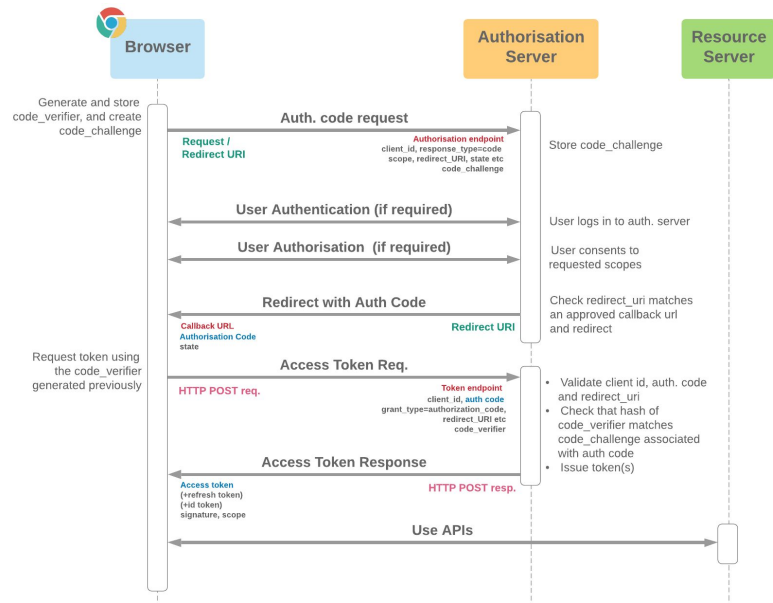 Browser
Authorisation
Server
Resource
Server
Generate and store
code_verifier, and create
code_challenge
Auth. code request
Request /
Redirect URI
Authorisation endpoint
client_id, response_type=code
scope, redirect_URI, state etc
code_challenge
Store code_challenge
User Authentication (if required)
User logs in to auth. server
User Authorisation (if required)
User consents to
requested scopes
Redirect with Auth Code
Callback URL
Authorisation Code
state
Redirect URI
Check redirect_uri matches
an approved callback url
and redirect
Request token using
the code_verifier
generated previously
Access Token Req.
HTTP POST req.
Token endpoint
client_id, auth code
grant_type=authorization_code,
redirect_URI etc
code_verifier
• Validate client id, auth. code
and redirect_uri
• Check that hash of
code_verifier matches
code_challenge associated
with auth code
• Issue token(s)
Access Token Response
Access token
(+refresh token)
(+id token)
signature, scope
HTTP POST resp.
Use APIs